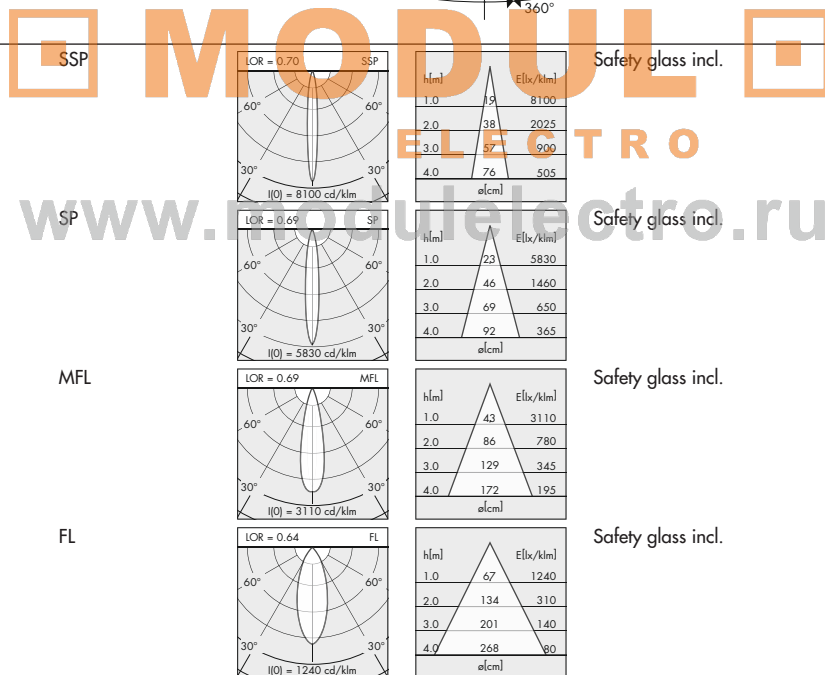 360°
MODUL
ELECTRO
www.modulelectro.ru
SSP
LOR = 0.70 SSP
60° 60°
30° 30°
I(0) = 8100 cd/klm
h[m] E[lx/klm]
1.0 19 8100
2.0 38 2025
3.0 57 900
4.0 76 505
ø[cm]
Safety glass incl.
SP
LOR = 0.69 SP
60° 60°
30° 30°
I(0) = 5830 cd/klm
h[m] E[lx/klm]
1.0 23 5830
2.0 46 1460
3.0 69 650
4.0 92 365
ø[cm]
Safety glass incl.
MFL
LOR = 0.69 MFL
60° 60°
30° 30°
I(0) = 3110 cd/klm
h[m] E[lx/klm]
1.0 43 3110
2.0 86 780
3.0 129 345
4.0 172 195
ø[cm]
Safety glass incl.
FL
LOR = 0.64 FL
60° 60°
30° 30°
I(0) = 1240 cd/klm
h[m] E[lx/klm]
1.0 67 1240
2.0 134 310
3.0 201 140
4.0 268 80
ø[cm]
Safety glass incl.